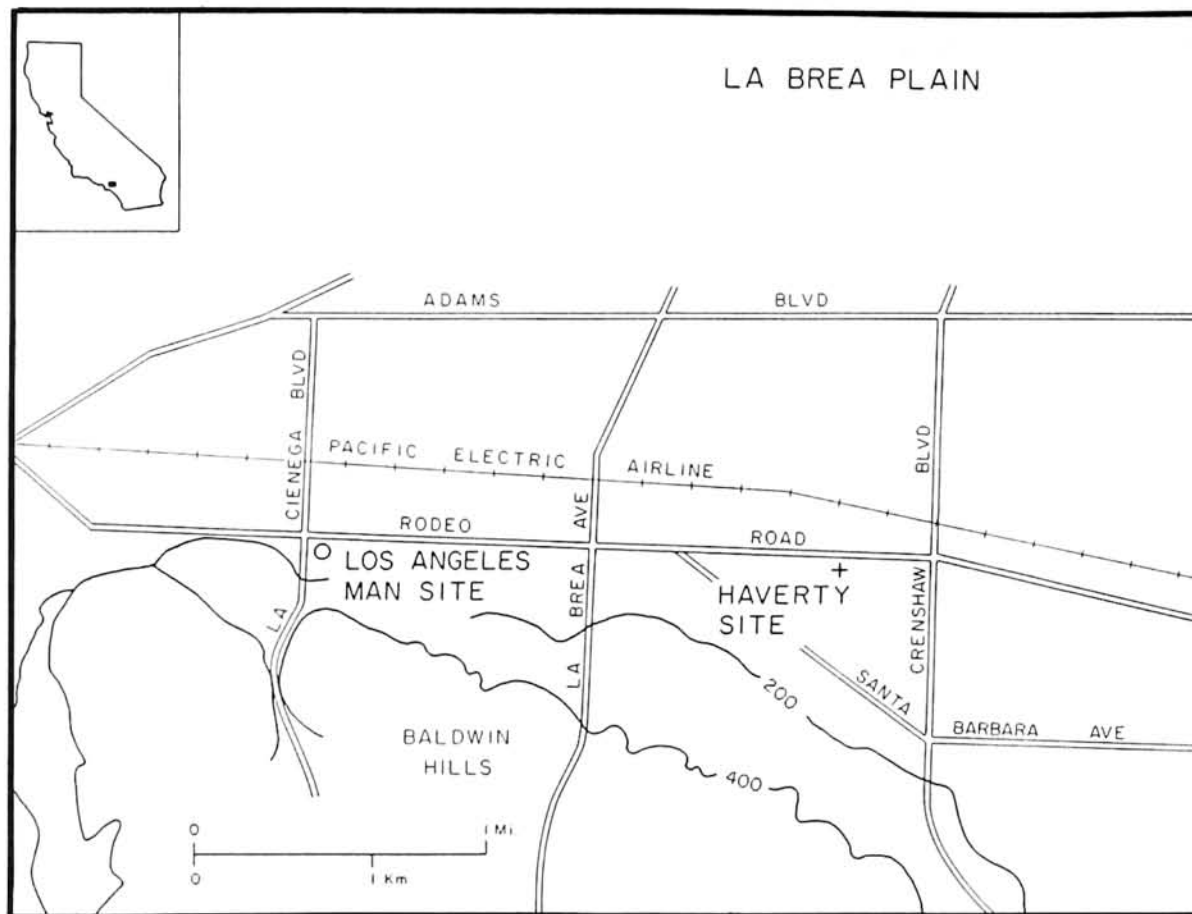 LA BREA PLAIN
ADAMS BLVD
LA CIENEGA BLVD
PACIFIC ELECTRIC AIRLINE
LA BREA AVE
CRENSHAW BLVD
RODEO ROAD
LOS ANGELES
MAN SITE
HAVERTY
SITE
200
SANTA BARBARA AVE
BALDWIN
HILLS
400
0 1 Mi.
0 1 Km